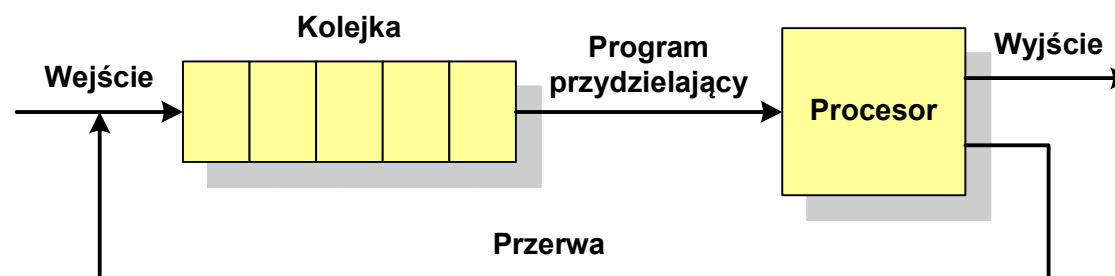 Kolejka
Wejście
Program
przydzielający
Procesor
Wyjście
Przerwa